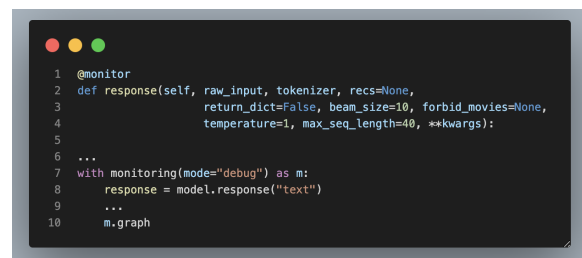 1 @monitor
2 def response(self, raw_input, tokenizer, recs=None,
3 return_dict=False, beam_size=10, forbid_movies=None,
4 temperature=1, max_seq_length=40, **kwargs):
5
6 ...
7 with monitoring(mode="debug") as m:
8 response = model.response("text")
9 ...
10 m.graph